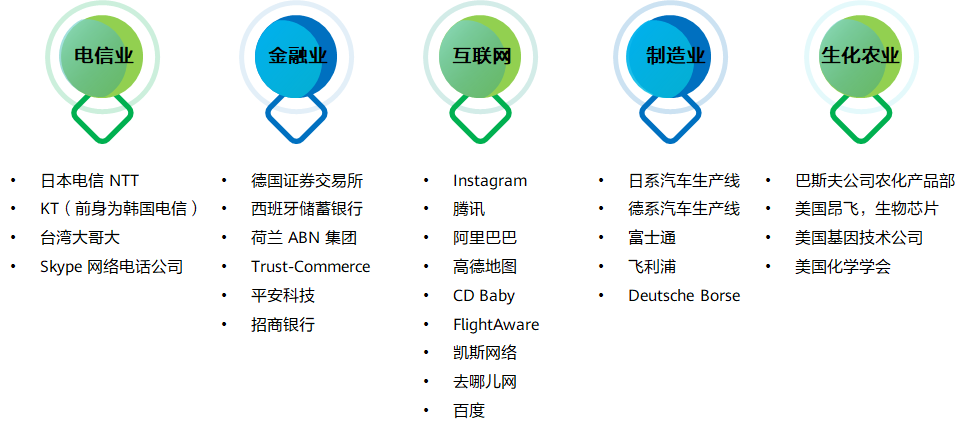 电信业
• 日本电信 NTT
• KT（前身为韩国电信）
• 台湾大哥大
• Skype 网络电话公司
金融业
• 德国证券交易所
• 西班牙储蓄银行
• 荷兰 ABN 集团
• Trust-Commerce
• 平安科技
• 招商银行
互联网
• Instagram
• 腾讯
• 阿里巴巴
• 高德地图
• CD Baby
• FlightAware
• 凯斯网络
• 去哪儿网
• 百度
制造业
• 日系汽车生产线
• 德系汽车生产线
• 富士通
• 飞利浦
• Deutsche Borse
生化农业
• 巴斯夫公司农化产品部
• 美国昂飞，生物芯片
• 美国基因技术公司
• 美国化学学会